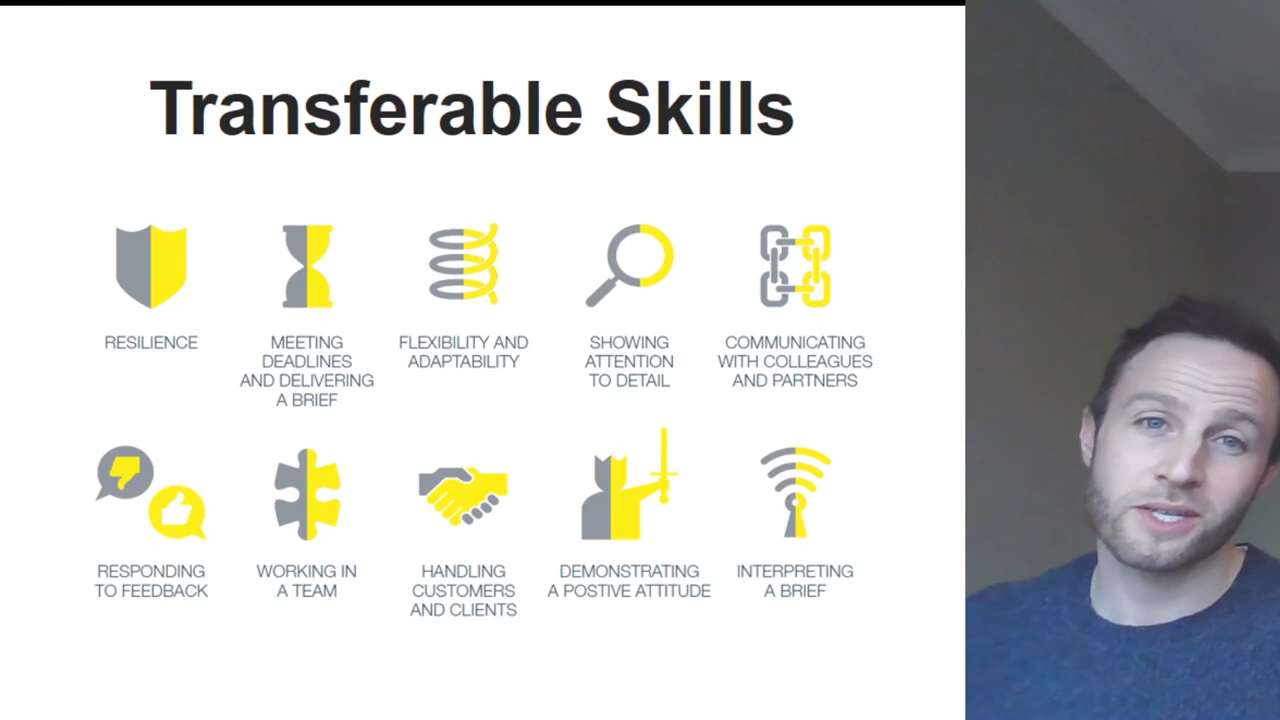 Transferable Skills
RESILIENCE
MEETING
DEADLINES
AND DELIVERING
A BRIEF
FLEXIBILITY AND
ADAPTABILITY
SHOWING
ATTENTION
TO DETAIL
COMMUNICATING
WITH COLLEAGUES
AND PARTNERS
RESPONDING
TO FEEDBACK
WORKING IN
A TEAM
HANDLING
CUSTOMERS
AND CLIENTS
DEMONSTRATING
A POSTIVE ATTITUDE
INTERPRETING
A BRIEF